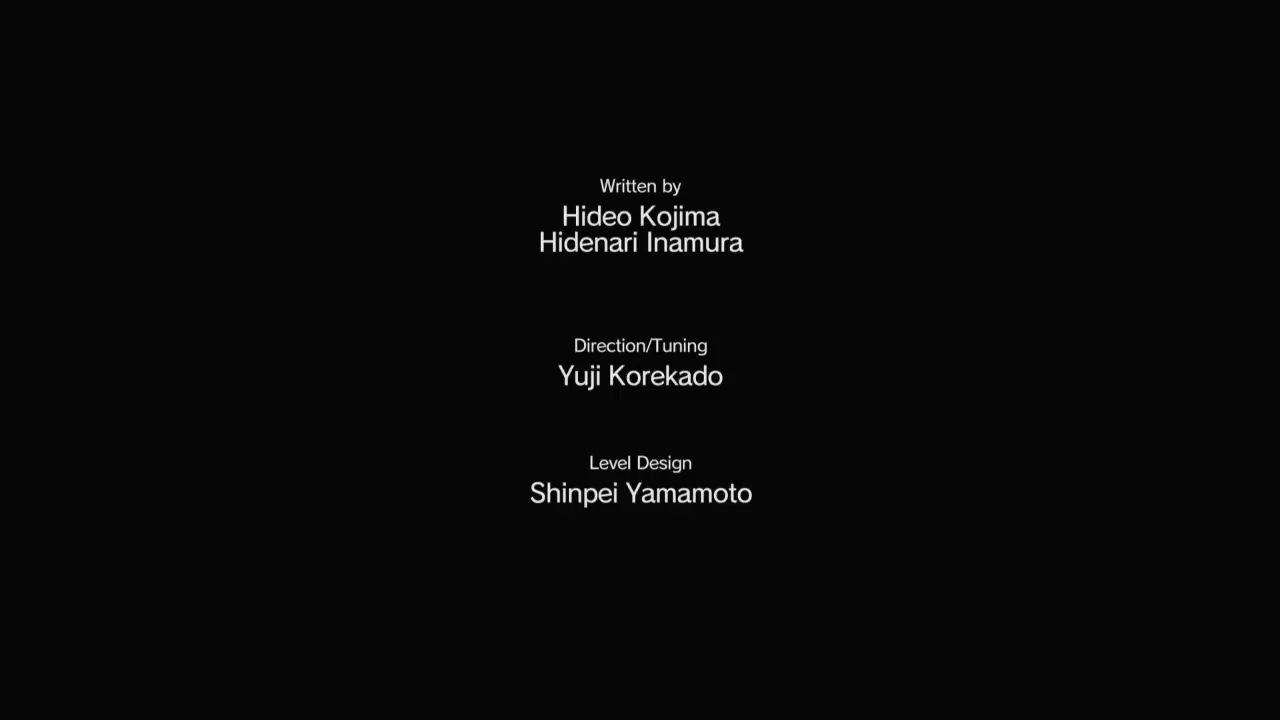 Written by
Hideo Kojima
Hidenari Inamura
Direction/Tuning
Yuji Korekado
Level Design
Shinpei Yamamoto